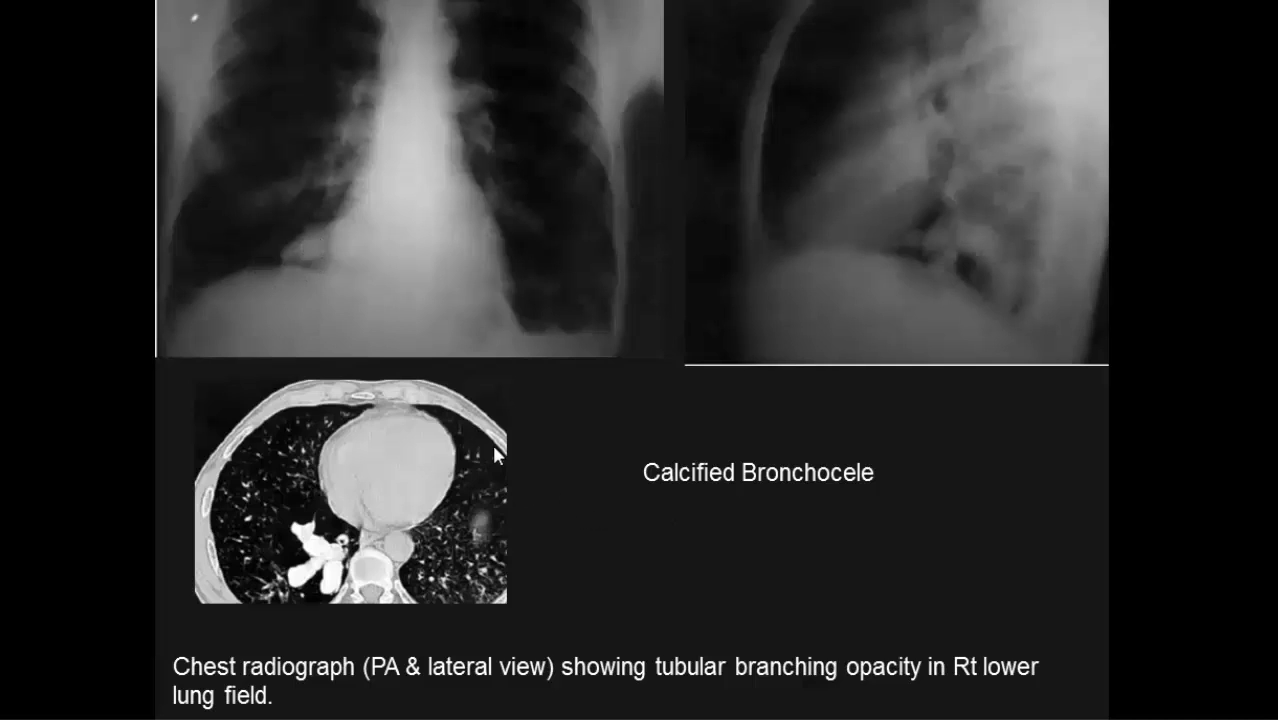 Calcified Bronchocele
Chest radiograph (PA & lateral view) showing tubular branching opacity in Rt lower
lung field.